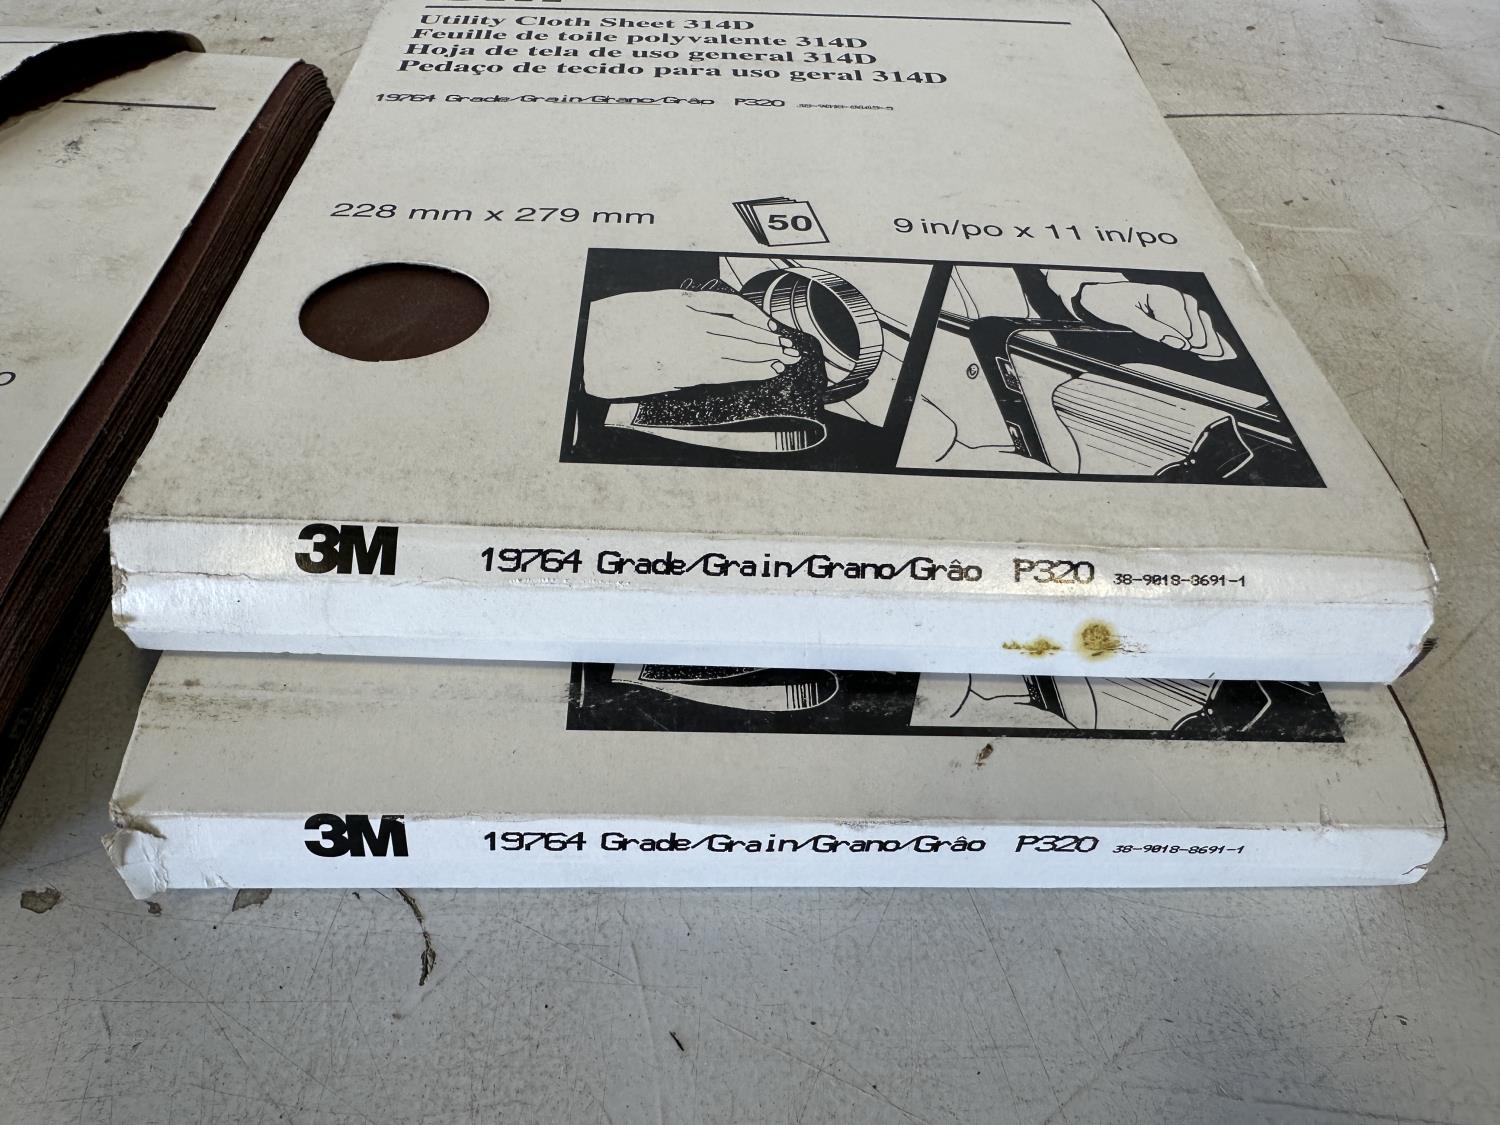 Utility Cloth Sheet 314D
Feuille de toile polyvalente 314D
Hoja de tela de uso general 314D
Pedaço de tecido para uso geral 314D
19764 Grade/Grain/Grano/Grâo P320
228 mm x 279 mm
50
9 in/po x 11 in/po
3M 19764 Grade/Grain/Grano/Grâo P320 38-9018-8691-1
3M 19764 Grade/Grain/Grano/Grâo P320 38-9018-8691-1